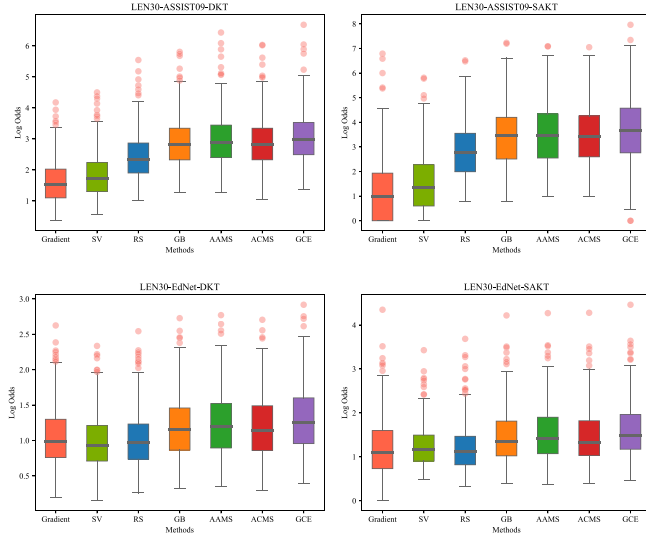 LEN30-ASSIST09-DKT
Log Odds
6
5
4
3
2
1
Gradient SV RS GB AAMS ACMS GCE
Methods
LEN30-ASSIST09-SAKT
Log Odds
8
7
6
5
4
3
2
1
0
Gradient SV RS GB AAMS ACMS GCE
Methods
LEN30-EdNet-DKT
Log Odds
3.0
2.5
2.0
1.5
1.0
0.5
Gradient SV RS GB AAMS ACMS GCE
Methods
LEN30-EdNet-SAKT
Log Odds
4
3
2
1
0
Gradient SV RS GB AAMS ACMS GCE
Methods